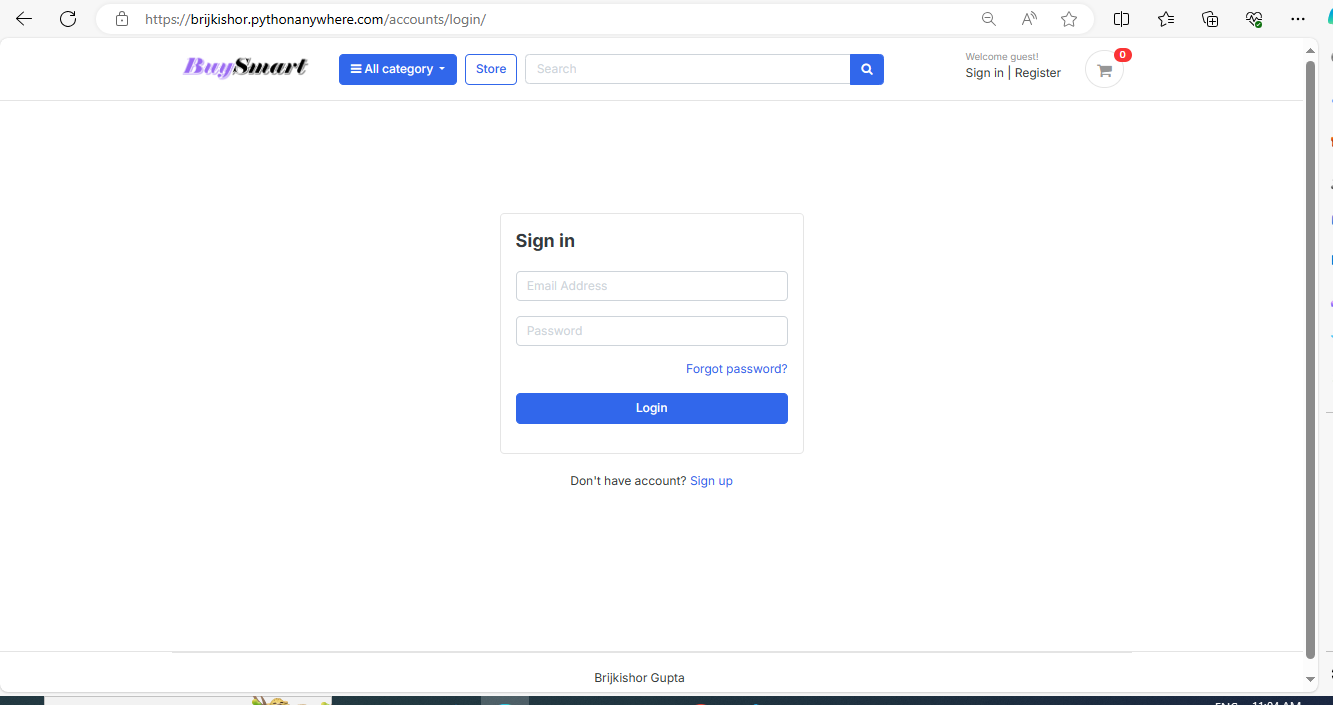 https://brijkishor.pythonanywhere.com/accounts/login/
BuySmart
All category
Store
Search
Welcome guest!
Sign in | Register
0
Sign in
Email Address
Password
Forgot password?
Login
Don't have account? Sign up
Brijkishor Gupta